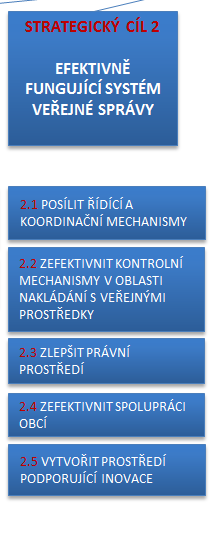 STRATEGICKÝ CÍL 2
EFEKTIVNĚ
FUNGUJÍCÍ SYSTÉM
VEŘEJNÉ SPRÁVY
2.1 POSÍLIT ŘÍDÍCÍ A
KOORDINAČNÍ MECHANISMY
2.2 ZEFEKTIVNIT KONTROLNÍ
MECHANISMY V OBLASTI
NAKLÁDÁNÍ S VEŘEJNÝMI
PROSTŘEDKY
2.3 ZLEPŠIT PRÁVNÍ
PROSTŘEDÍ
2.4 ZEFEKTIVNIT SPOLUPRÁCI
OBCÍ
2.5 VYTVOŘIT PROSTŘEDÍ
PODPORUJÍCÍ INOVACE